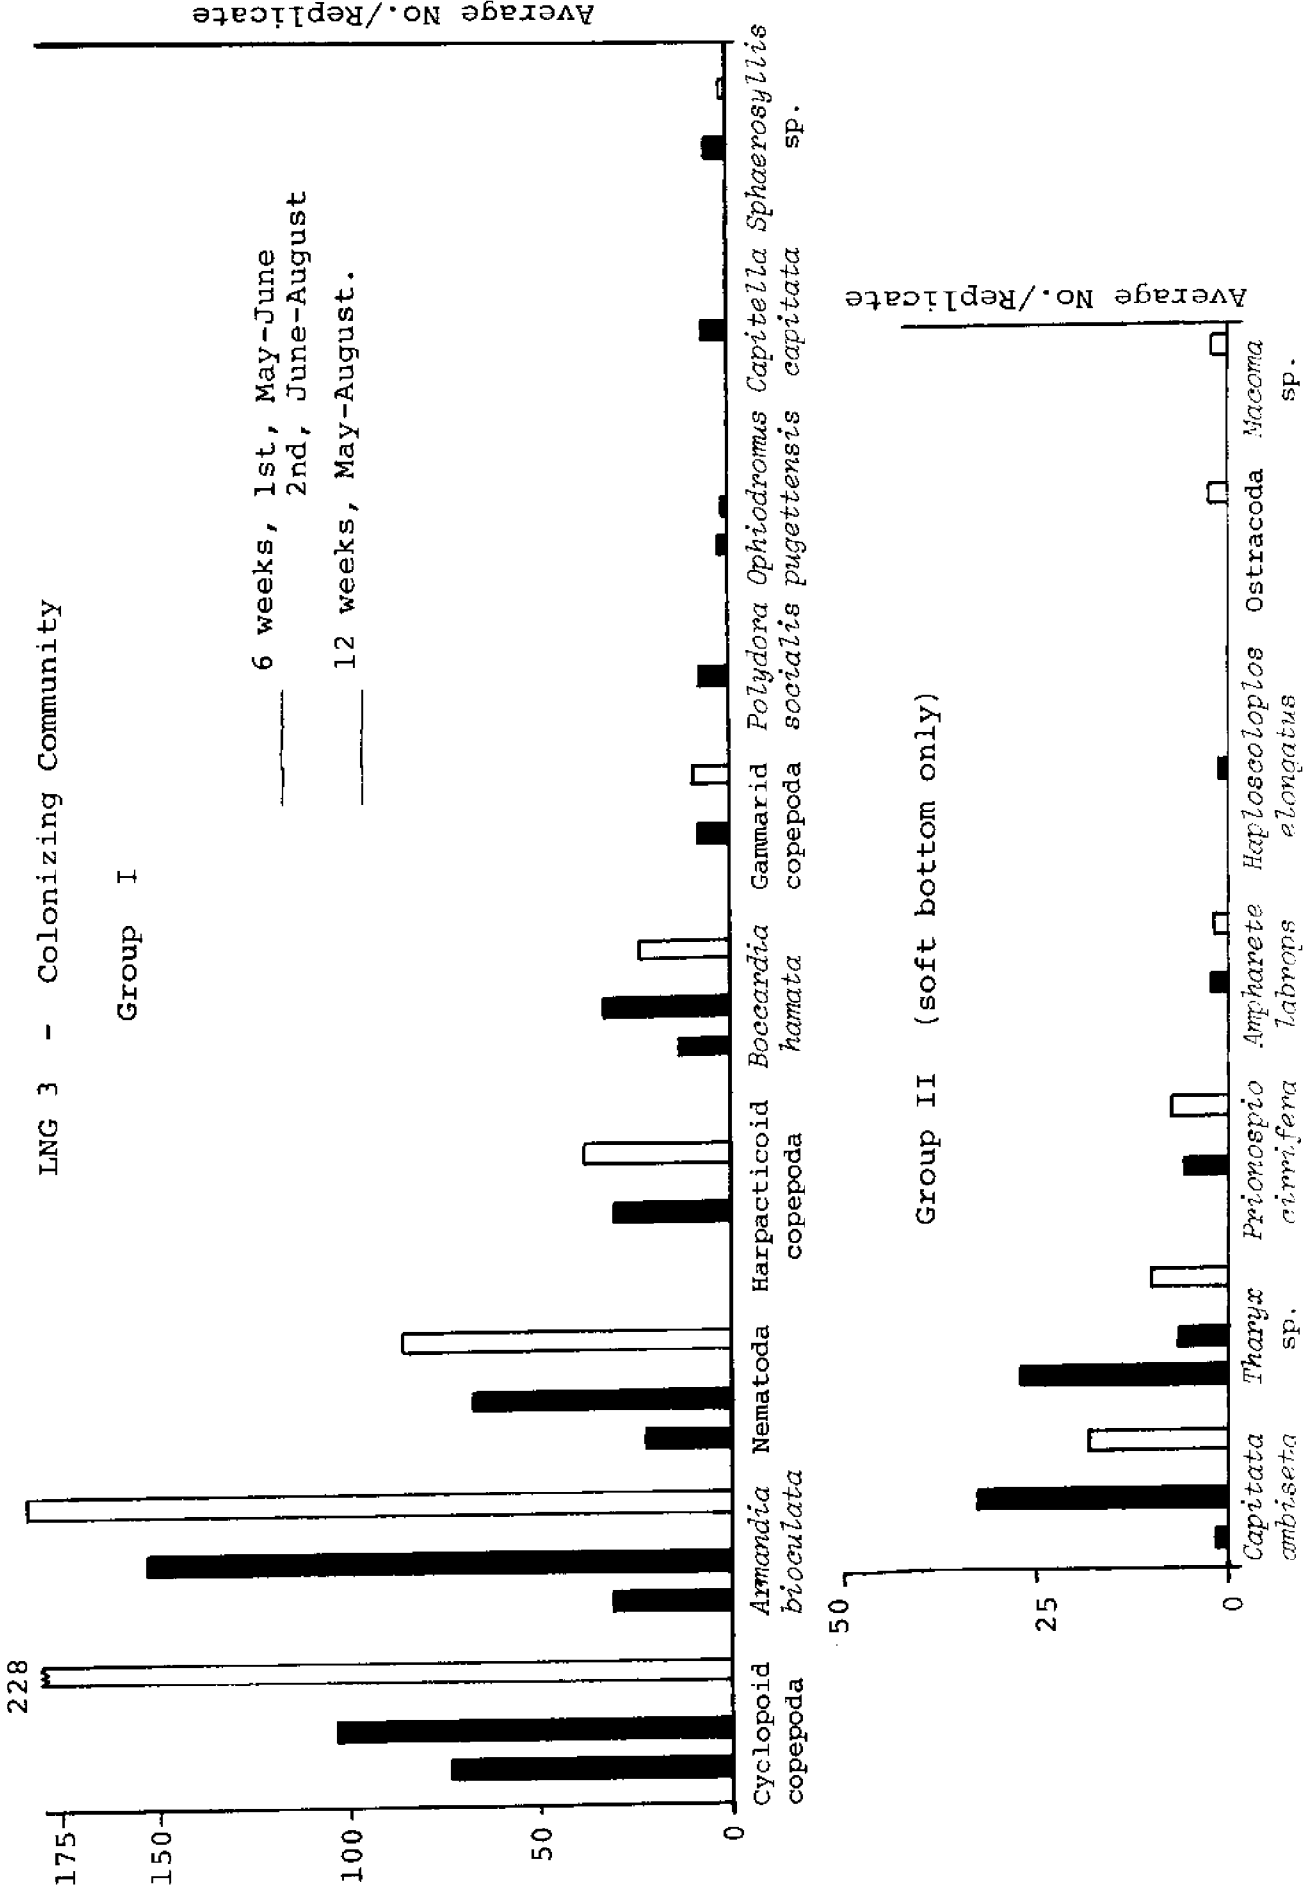 LNG 3 - Colonizing Community
Group I
6 weeks, 1st, May-June
2nd, June-August
12 weeks, May-August.
228
175
150
100
50
0
Average No./Replicate
Cyclopoid copepoda
Armandia bioculata
Nematoda
Harpacticoid copepoda
Boccardia hamata
Gammarid copepoda
Polydora socialis
Ophiodromus pugettensis
Capitella capitata
Sphaerosyllis sp.
Group II (soft bottom only)
50
25
0
Average No./Replicate
Capitata ambiseta
Tharyx sp.
Prionospio cirrifera
Ampharete labrops
Haploscoloplos elongatus
Ostracoda
Macoma sp.